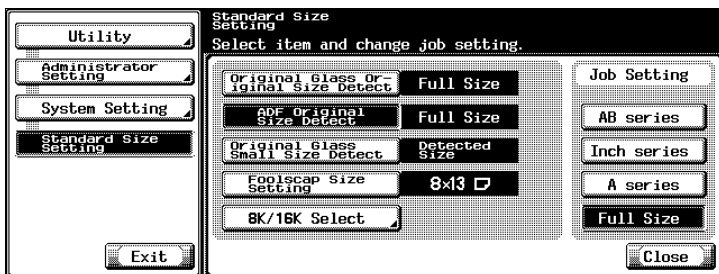 Utility
Administrator
Setting
System Setting
Standard Size
Setting
Exit
Standard Size
Setting
Select item and change job setting.
Original Glass Or-
iginal Size Detect
Full Size
ADF Original
Size Detect
Full Size
Original Glass
Small Size Detect
Detected
Size
Foolscap Size
Setting
8×13
8K/16K Select
Job Setting
AB series
Inch series
A series
Full Size
Close